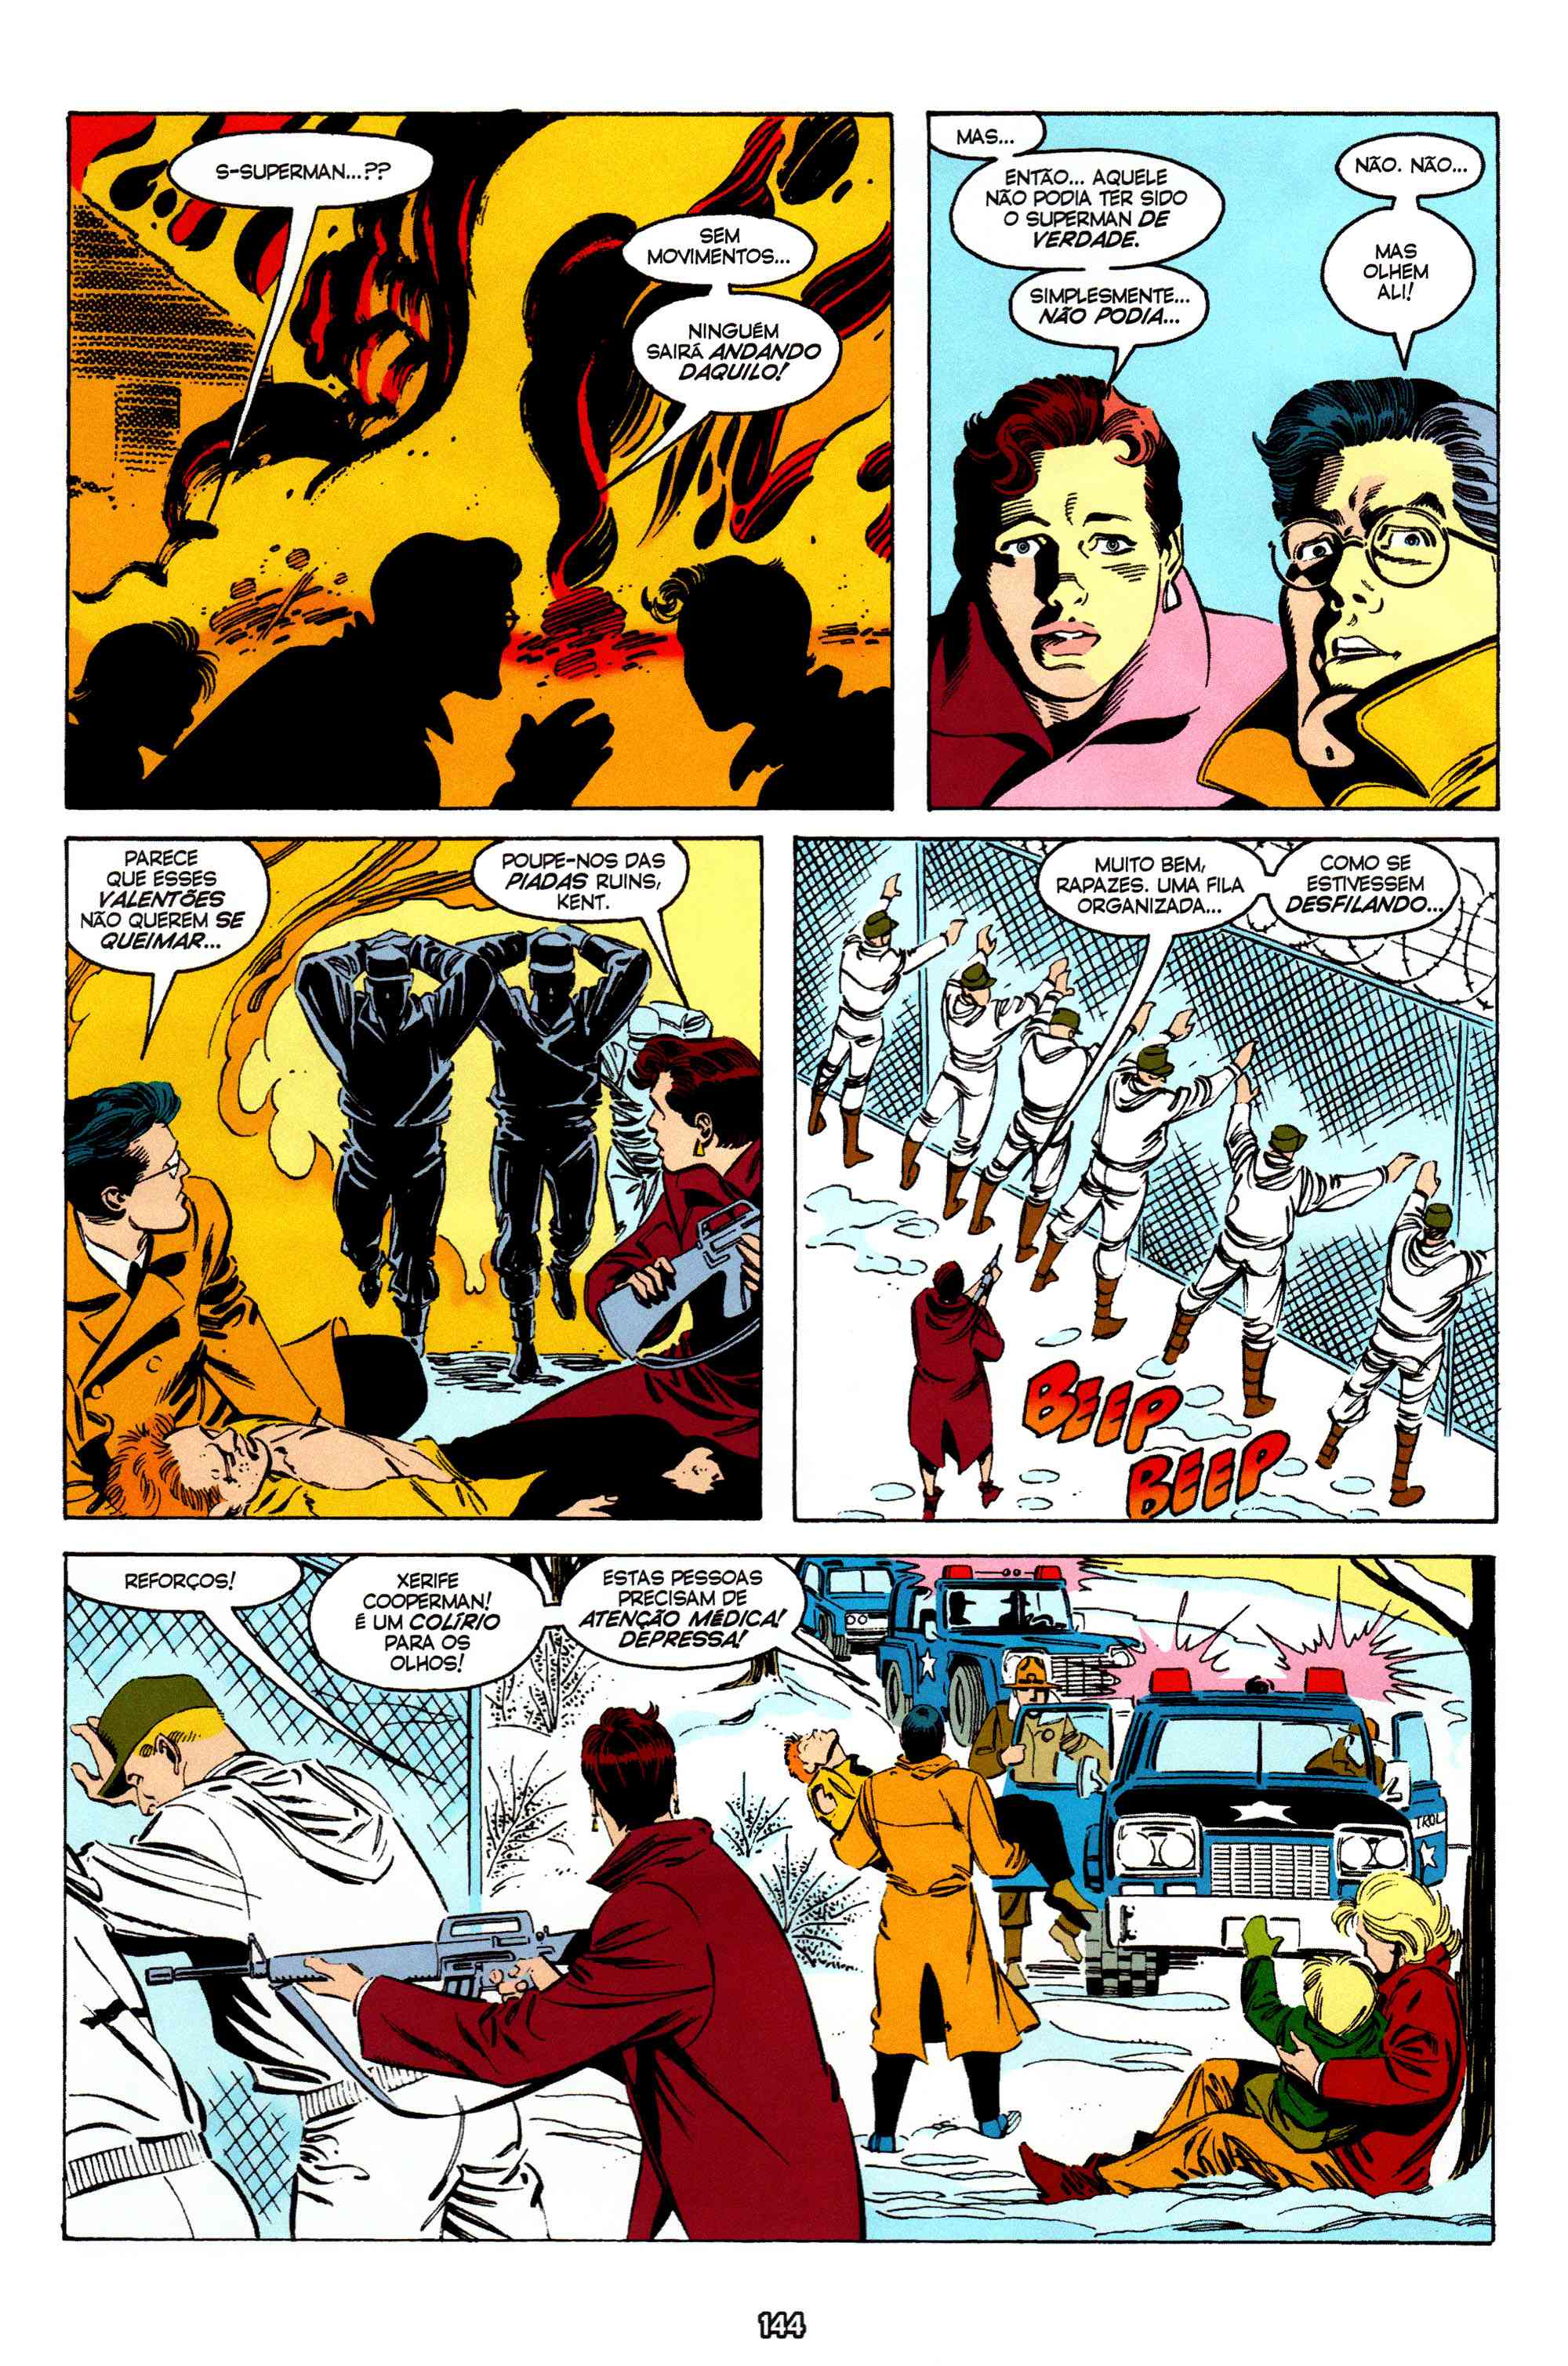 S-SUPERMAN...??
SEM
MOVIMENTOS...
NINGUÉM
SAIRÁ ANDANDO
DAQUILO!
MAS...
ENTÃO... AQUELE
NÃO PODIA TER SIDO
O SUPERMAN DE
VERDADE.
SIMPLESMENTE...
NÃO PODIA...
NÃO. NÃO...
MAS
OLHEM
ALI!
PARECE
QUE ESSES
VALENTÕES
NÃO QUEREM SE
QUEIMAR...
POUPE-NOS DAS
PIADAS RUINS,
KENT.
MUITO BEM,
RAPAZES. UMA FILA
ORGANIZADA...
COMO SE
ESTIVESSEM
DESFILANDO...
BEEP
BEEP
REFORÇOS!
XERIFE
COOPERMAN!
É UM COLÍRIO
PARA OS
OLHOS!
ESTAS PESSOAS
PRECISAM DE
ATENÇÃO MÉDICA!
DEPRESSA!
TROL
144